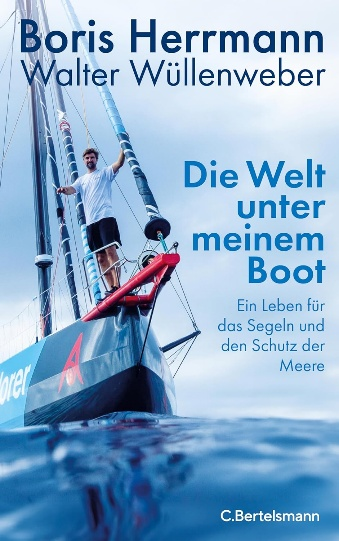 Boris Herrmann
Walter Wüllenweber
Die Welt
unter
meinem
Boot
Ein Leben für
das Segeln und
den Schutz der
Meere
orer
C.Bertelsmann